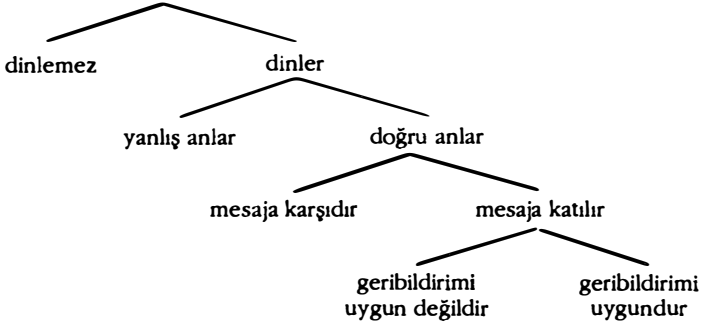 dinlemez dinler
yanlış anlar doğru anlar
mesaja karşıdır mesaja katılır
geribildirimi geribildirimi
uygun değildir uygundur